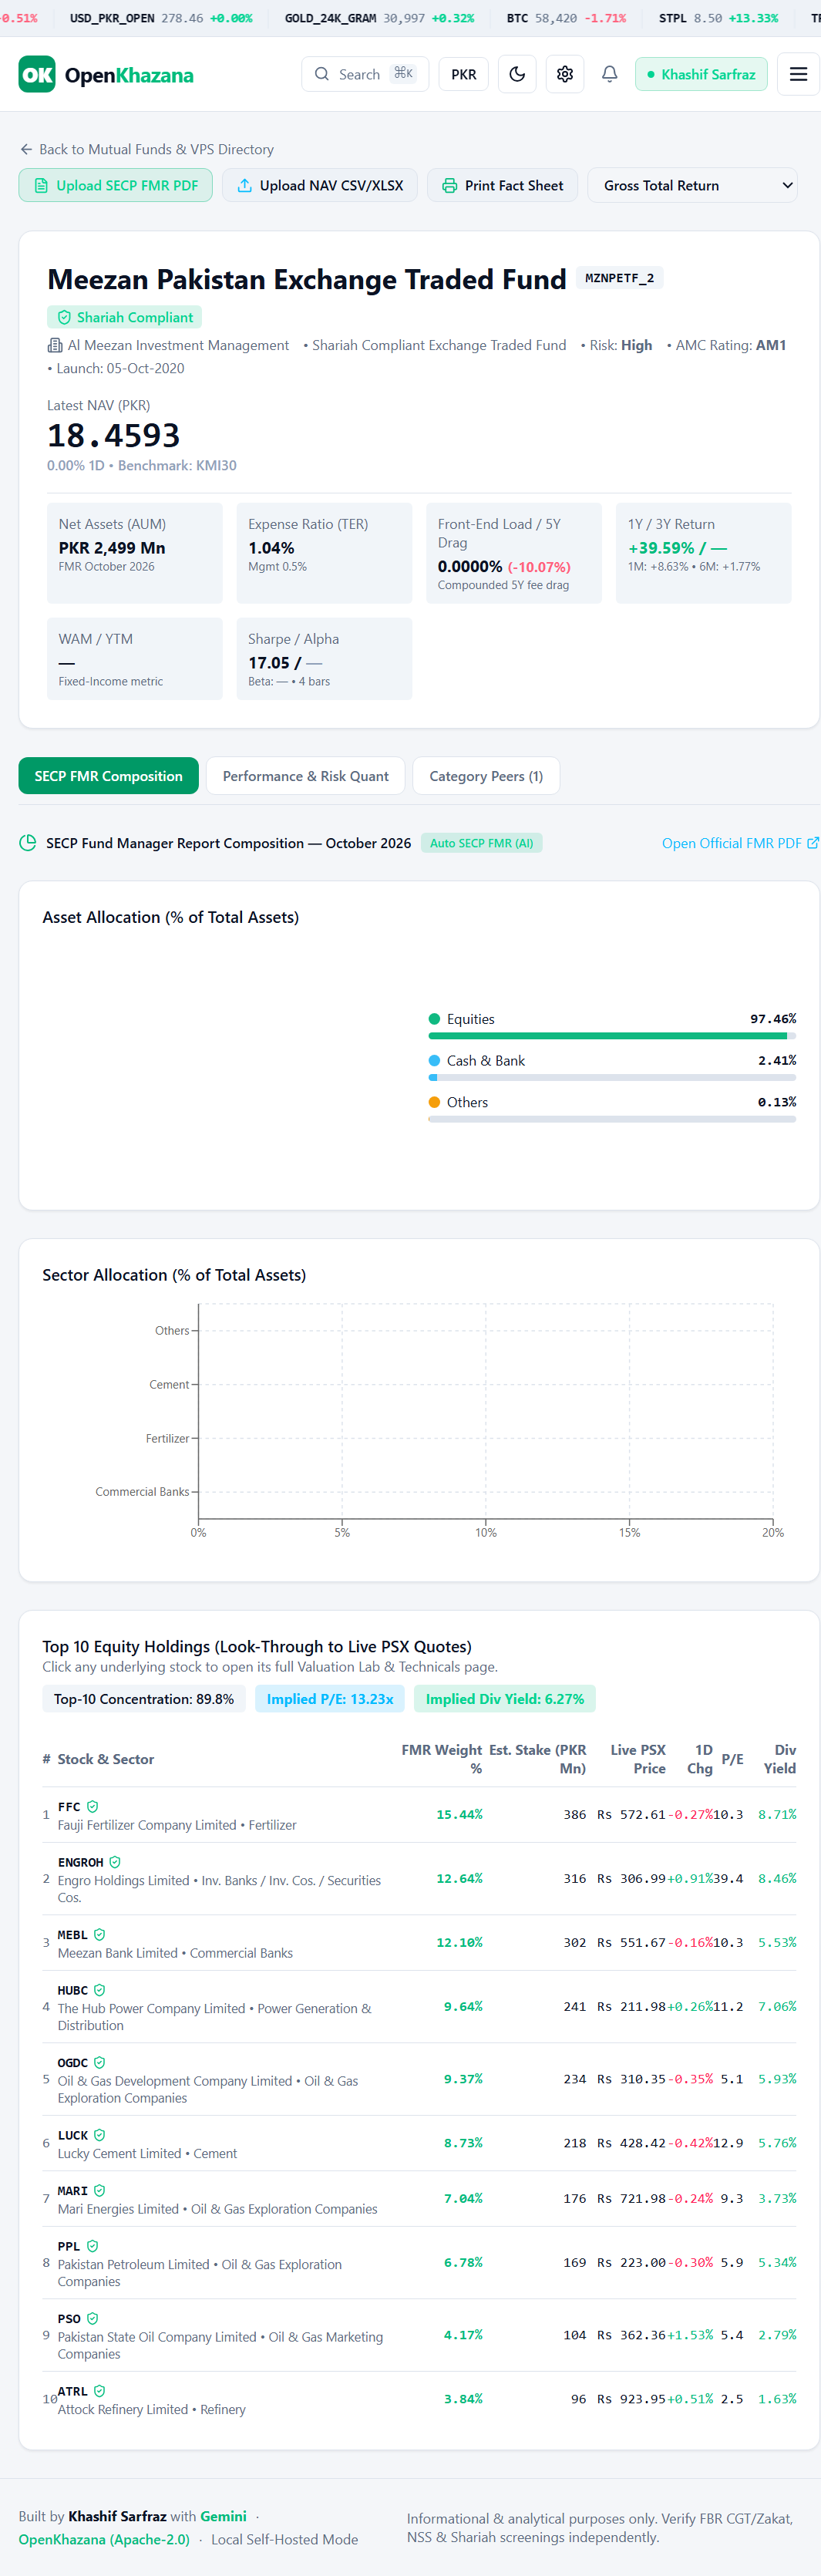 0.51%
USD_PKR_OPEN 278.46 +0.00%
GOLD_24K_GRAM 30,997 +0.32%
BTC 58,420 -1.71%
STPL 8.50 +13.33%
OK OpenKhazana
Search ⌘K
PKR
Khashif Sarfraz
Back to Mutual Funds & VPS Directory
Upload SECP FMR PDF
Upload NAV CSV/XLSX
Print Fact Sheet
Gross Total Return
Meezan Pakistan Exchange Traded Fund MZNPETF_2
Shariah Compliant
Al Meezan Investment Management • Shariah Compliant Exchange Traded Fund • Risk: High • AMC Rating: AM1
• Launch: 05-Oct-2020
Latest NAV (PKR)
18.4593
0.00% 1D • Benchmark: KMI30
Net Assets (AUM)
PKR 2,499 Mn
FMR October 2026
Expense Ratio (TER)
1.04%
Mgmt 0.5%
Front-End Load / 5Y
Drag
0.0000% (-10.07%)
Compounded 5Y fee drag
1Y / 3Y Return
+39.59% / —
1M: +8.63% • 6M: +1.77%
WAM / YTM
—
Fixed-Income metric
Sharpe / Alpha
17.05 / —
Beta: — • 4 bars
SECP FMR Composition
Performance & Risk Quant
Category Peers (1)
SECP Fund Manager Report Composition — October 2026 Auto SECP FMR (AI)
Open Official FMR PDF
Asset Allocation (% of Total Assets)
Equities 97.46%
Cash & Bank 2.41%
Others 0.13%
Sector Allocation (% of Total Assets)
Others
Cement
Fertilizer
Commercial Banks
0% 5% 10% 15% 20%
Top 10 Equity Holdings (Look-Through to Live PSX Quotes)
Click any underlying stock to open its full Valuation Lab & Technicals page.
Top-10 Concentration: 89.8%
Implied P/E: 13.23x
Implied Div Yield: 6.27%
# Stock & Sector FMR Weight % Est. Stake (PKR Mn) Live PSX Price 1D Chg P/E Div Yield
1 FFC 15.44% 386 Rs 572.61 -0.27% 10.3 8.71%
Fauji Fertilizer Company Limited • Fertilizer
2 ENGROH 12.64% 316 Rs 306.99 +0.91% 39.4 8.46%
Engro Holdings Limited • Inv. Banks / Inv. Cos. / Securities
Cos.
3 MEBL 12.10% 302 Rs 551.67 -0.16% 10.3 5.53%
Meezan Bank Limited • Commercial Banks
4 HUBC 9.64% 241 Rs 211.98 +0.26% 11.2 7.06%
The Hub Power Company Limited • Power Generation &
Distribution
5 OGDC 9.37% 234 Rs 310.35 -0.35% 5.1 5.93%
Oil & Gas Development Company Limited • Oil & Gas
Exploration Companies
6 LUCK 8.73% 218 Rs 428.42 -0.42% 12.9 5.76%
Lucky Cement Limited • Cement
7 MARI 7.04% 176 Rs 721.98 -0.24% 9.3 3.73%
Mari Energies Limited • Oil & Gas Exploration Companies
8 PPL 6.78% 169 Rs 223.00 -0.30% 5.9 5.34%
Pakistan Petroleum Limited • Oil & Gas Exploration
Companies
9 PSO 4.17% 104 Rs 362.36 +1.53% 5.4 2.79%
Pakistan State Oil Company Limited • Oil & Gas Marketing
Companies
10 ATRL 3.84% 96 Rs 923.95 +0.51% 2.5 1.63%
Attock Refinery Limited • Refinery
Built by Khashif Sarfraz with Gemini ·
OpenKhazana (Apache-2.0) · Local Self-Hosted Mode
Informational & analytical purposes only. Verify FBR CGT/Zakat,
NSS & Shariah screenings independently.